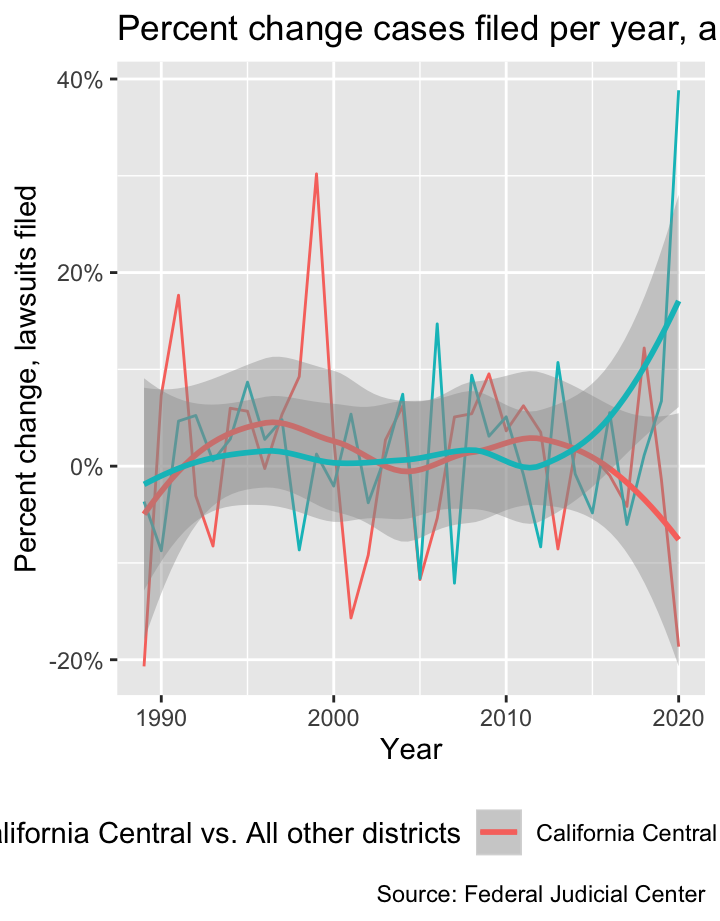 Percent change cases filed per year, a
40%
20%
0%
-20%
Percent change, lawsuits filed
1990 2000 2010 2020
Year
alifornia Central vs. All other districts California Central
Source: Federal Judicial Center